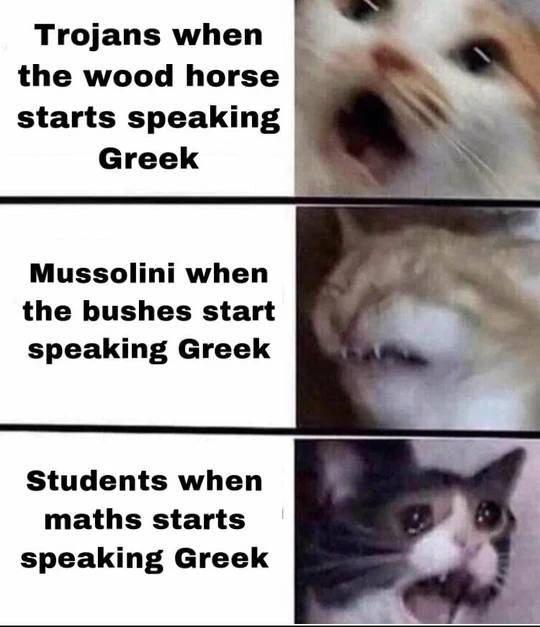 Trojans when
the wood horse
starts speaking
Greek
Mussolini when
the bushes start
speaking Greek
Students when
maths starts
speaking Greek